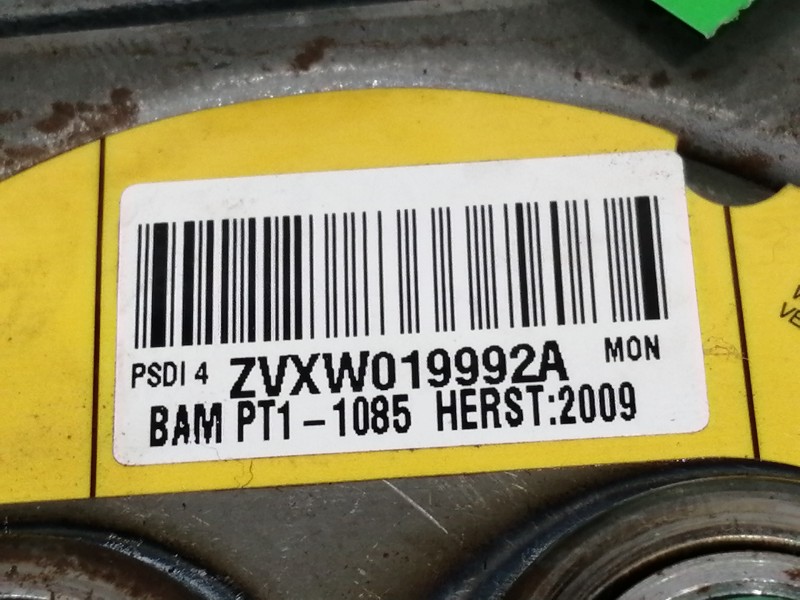 PSDI 4 ZVXW019992A MON
BAM PT1-1085 HERST:2009